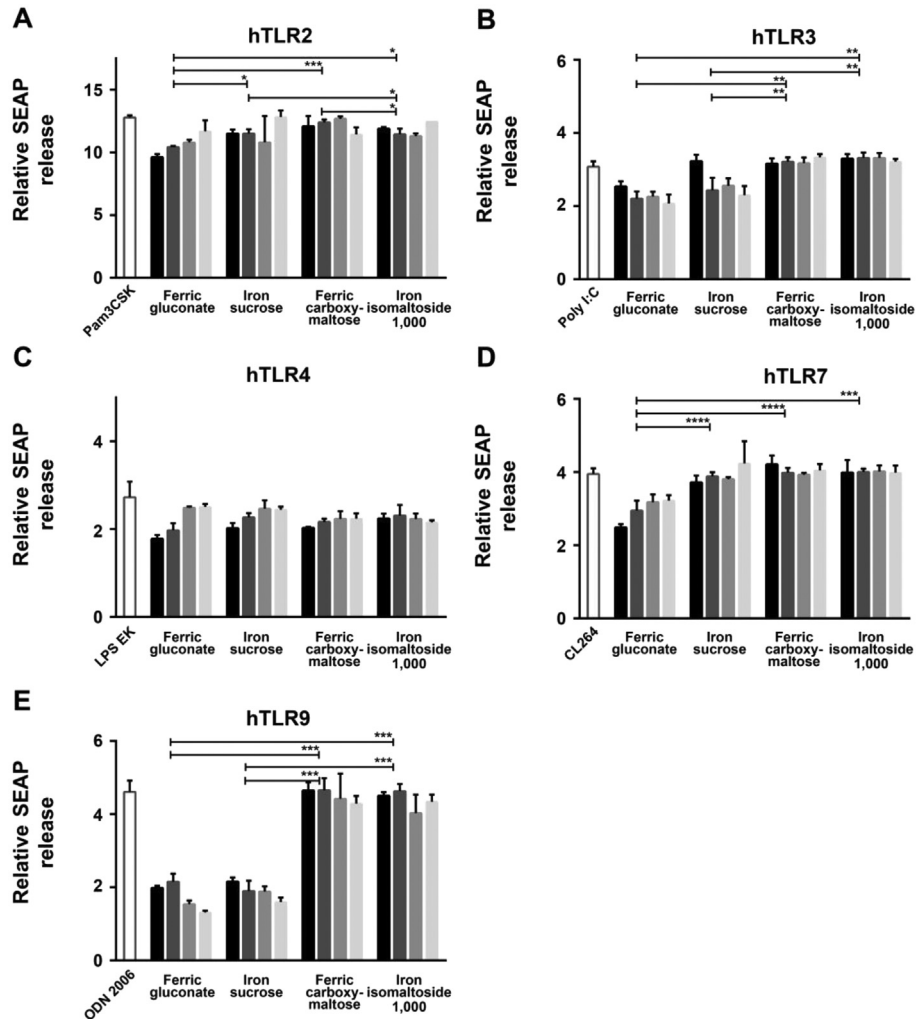 A
hTLR2
Relative SEAP
release
15
10
5
0
*
***
*
*
*
Pam3CSK
Ferric
gluconate
Iron
sucrose
Ferric
carboxy-
maltose
Iron
isomaltoside
1,000
B
hTLR3
Relative SEAP
release
6
4
2
0
**
**
**
**
Poly I:C
Ferric
gluconate
Iron
sucrose
Ferric
carboxy-
maltose
Iron
isomaltoside
1,000
C
hTLR4
Relative SEAP
release
4
2
0
LPS EK
Ferric
gluconate
Iron
sucrose
Ferric
carboxy-
maltose
Iron
isomaltoside
1,000
D
hTLR7
Relative SEAP
release
6
4
2
0
***
****
****
CL264
Ferric
gluconate
Iron
sucrose
Ferric
carboxy-
maltose
Iron
isomaltoside
1,000
E
hTLR9
Relative SEAP
release
6
4
2
0
***
***
***
***
ODN 2006
Ferric
gluconate
Iron
sucrose
Ferric
carboxy-
maltose
Iron
isomaltoside
1,000